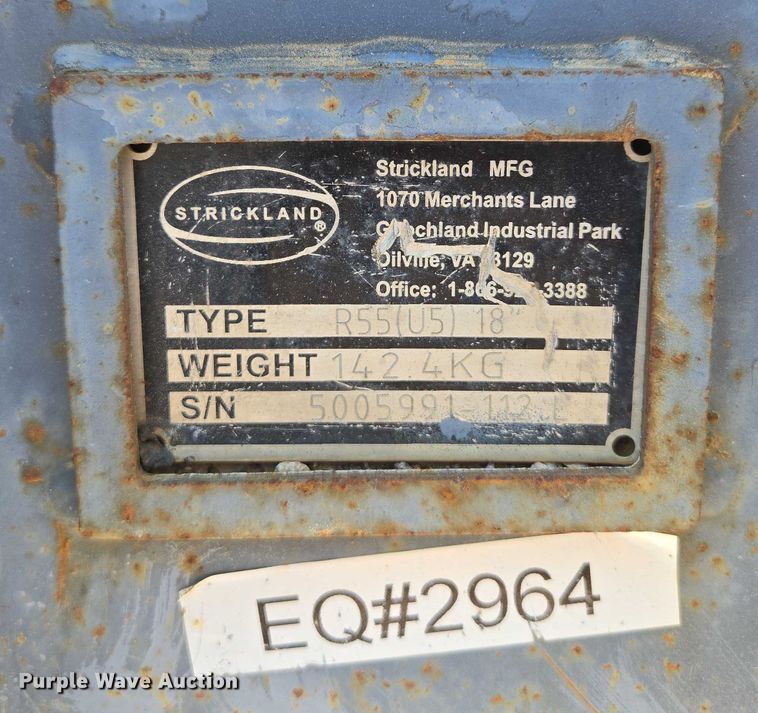 STRICKLAND ®
Strickland MFG
1070 Merchants Lane
Industrial Park
VA
Office:
TYPE R55(U5) 18"
WEIGHT 142.4KG
S/N
EQ#2964
Purple Wave Auction